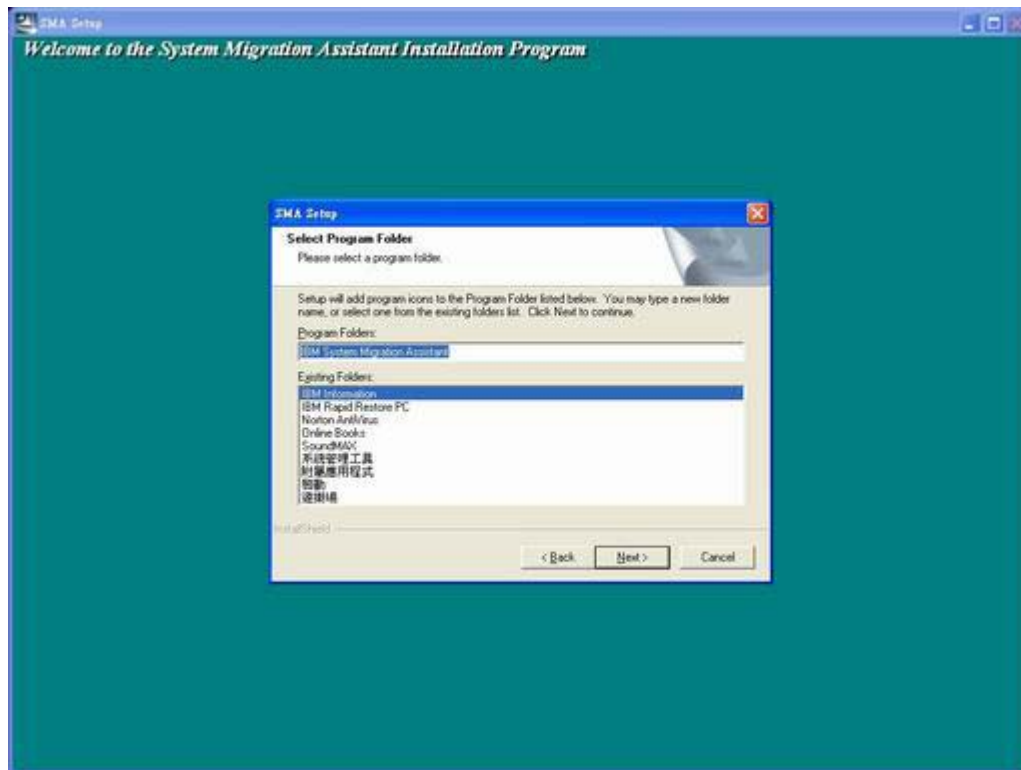 SMA Setup
Welcome to the System Migration Assistant Installation Program
SMA Setup
Select Program Folder
Please select a program folder.
Setup will add program icons to the Program Folder listed below. You may type a new folder
name, or select one from the existing folders list. Click Next to continue.
Program Folders:
IBM System Migration Assistant
Existing Folders:
IBM Information
IBM Rapid Restore PC
Norton AntiVirus
Online Books
SoundMAX
系統管理工具
附屬應用程式
啟動
遊樂場
InstallShield
< Back
Next >
Cancel